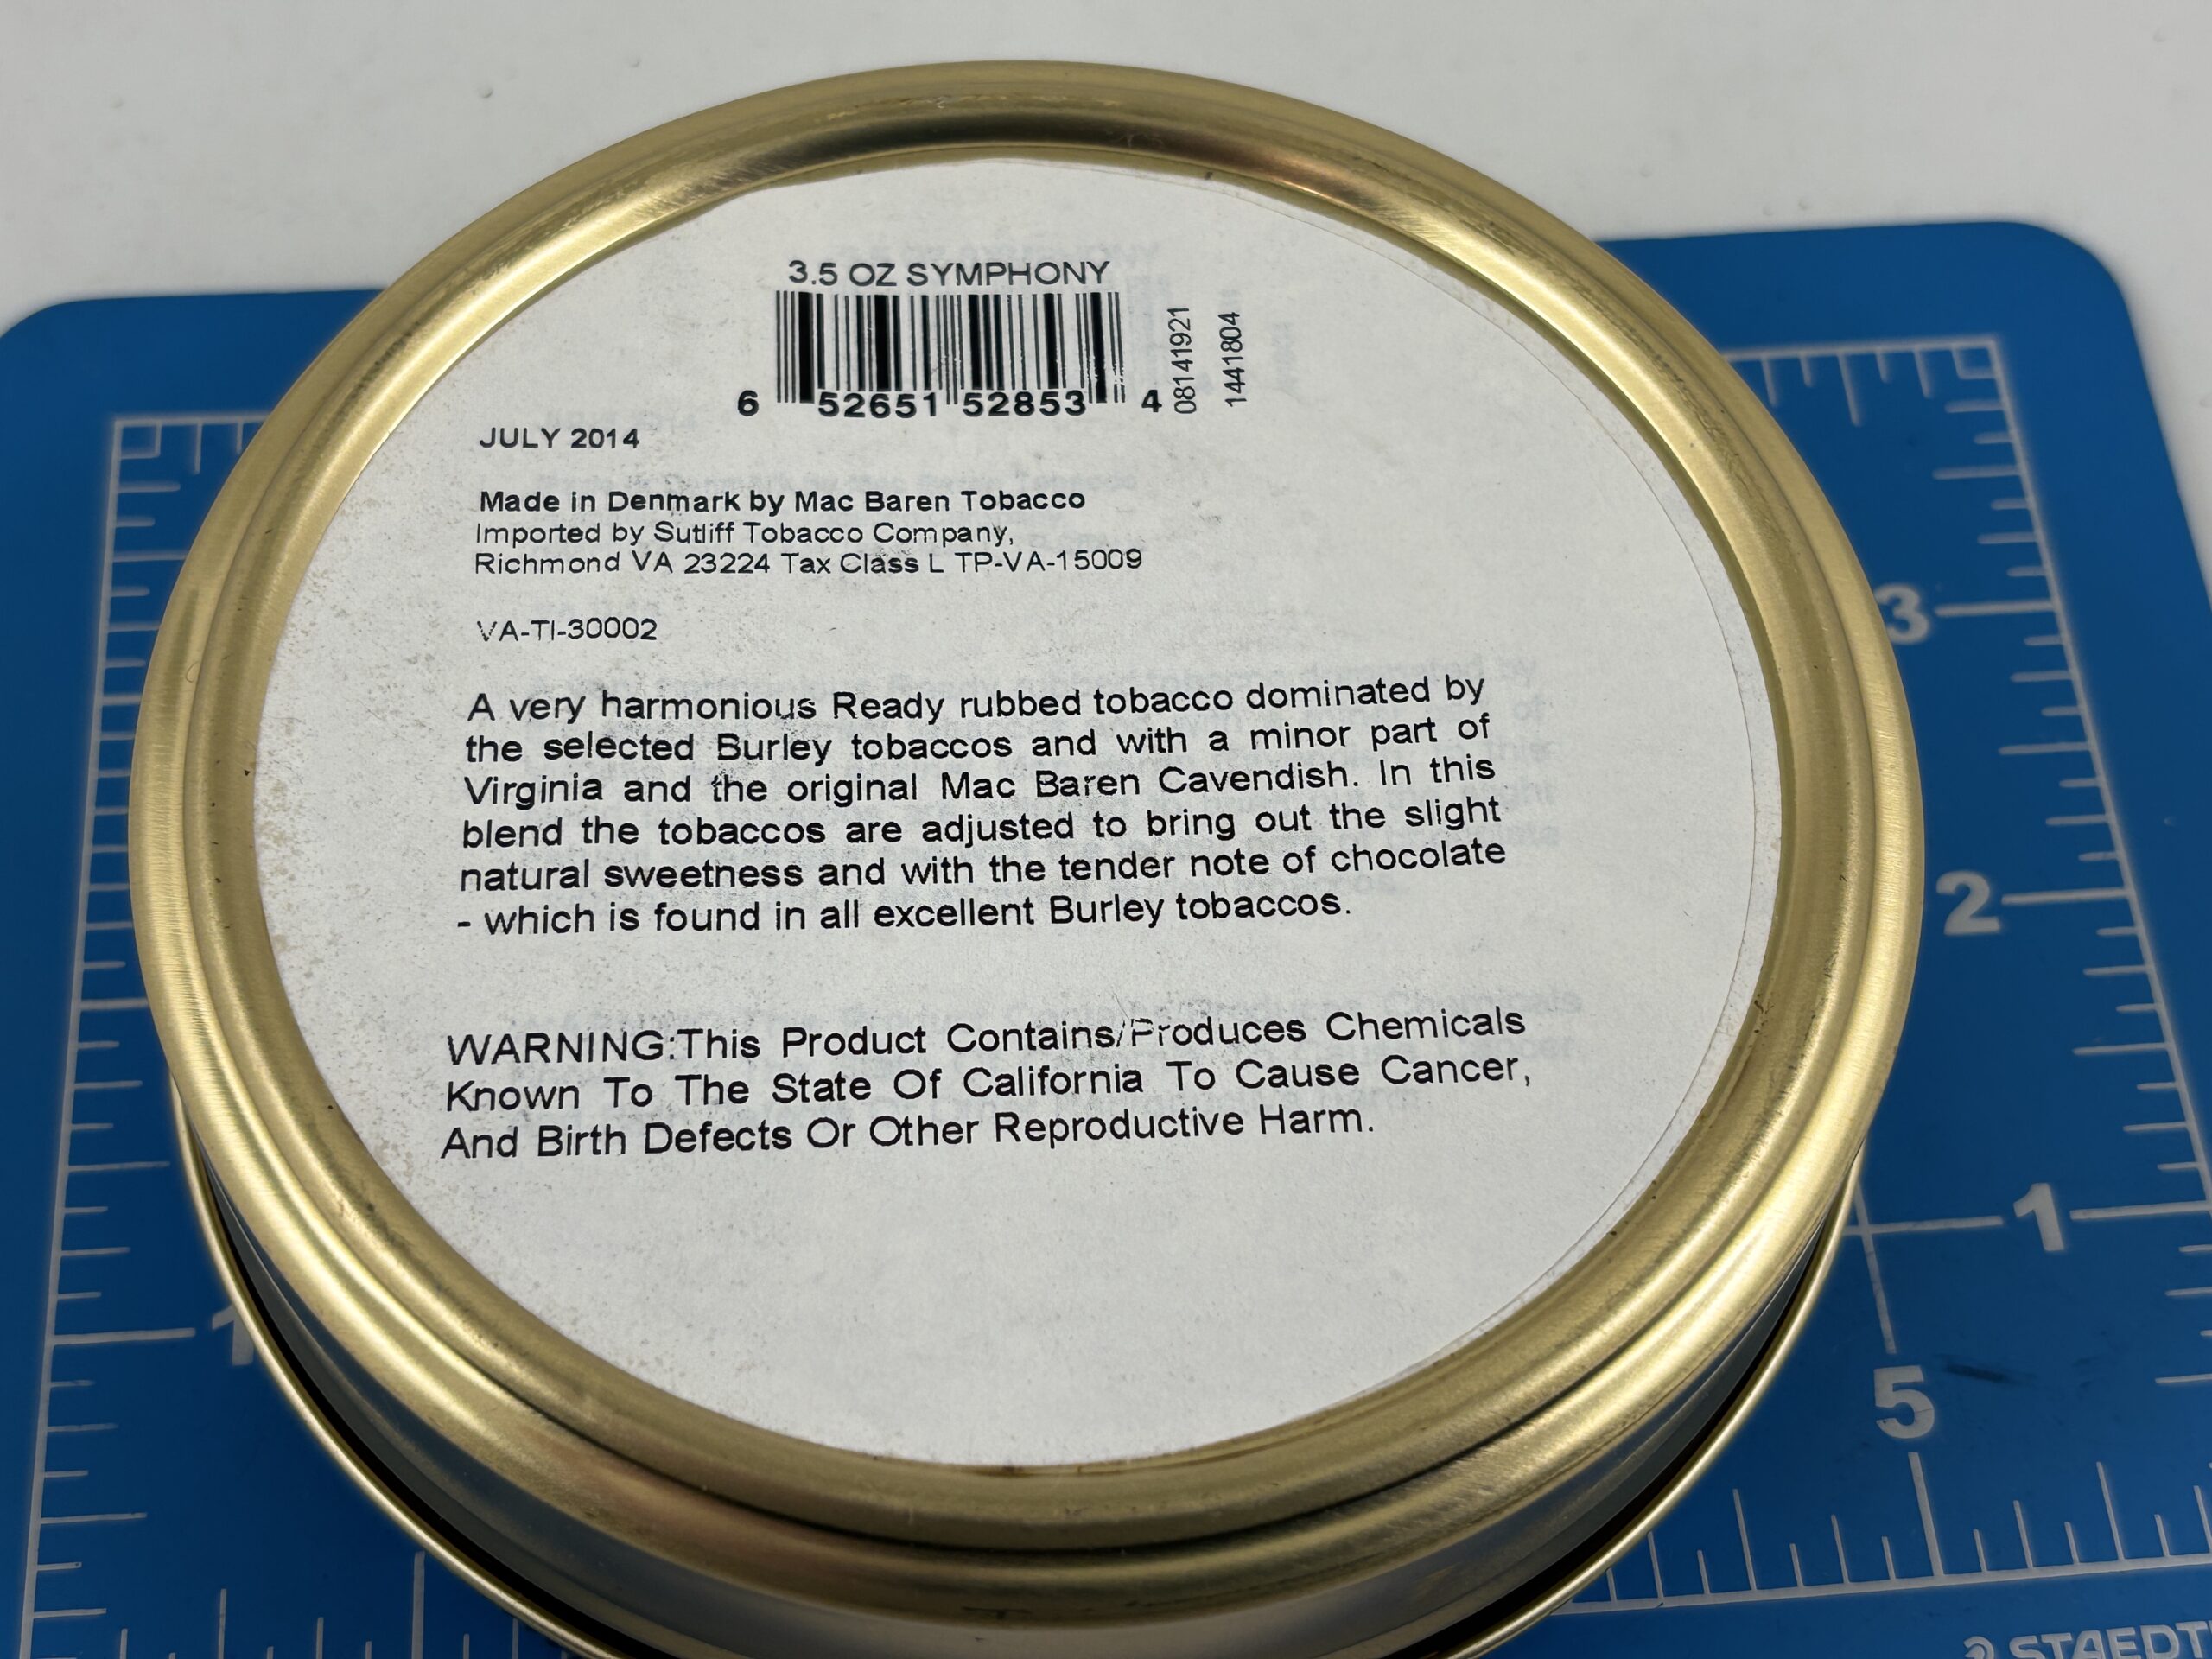 3.5 OZ SYMPHONY
6 52651 52853 4
08141921
1441804
JULY 2014
Made in Denmark by Mac Baren Tobacco
Imported by Sutliff Tobacco Company,
Richmond VA 23224 Tax Class L TP-VA-15009
VA-TI-30002
A very harmonious Ready rubbed tobacco dominated by
the selected Burley tobaccos and with a minor part of
Virginia and the original Mac Baren Cavendish. In this
blend the tobaccos are adjusted to bring out the slight
natural sweetness and with the tender note of chocolate
- which is found in all excellent Burley tobaccos.
WARNING:This Product Contains/Produces Chemicals
Known To The State Of California To Cause Cancer,
And Birth Defects Or Other Reproductive Harm.
3
2
1
1
5